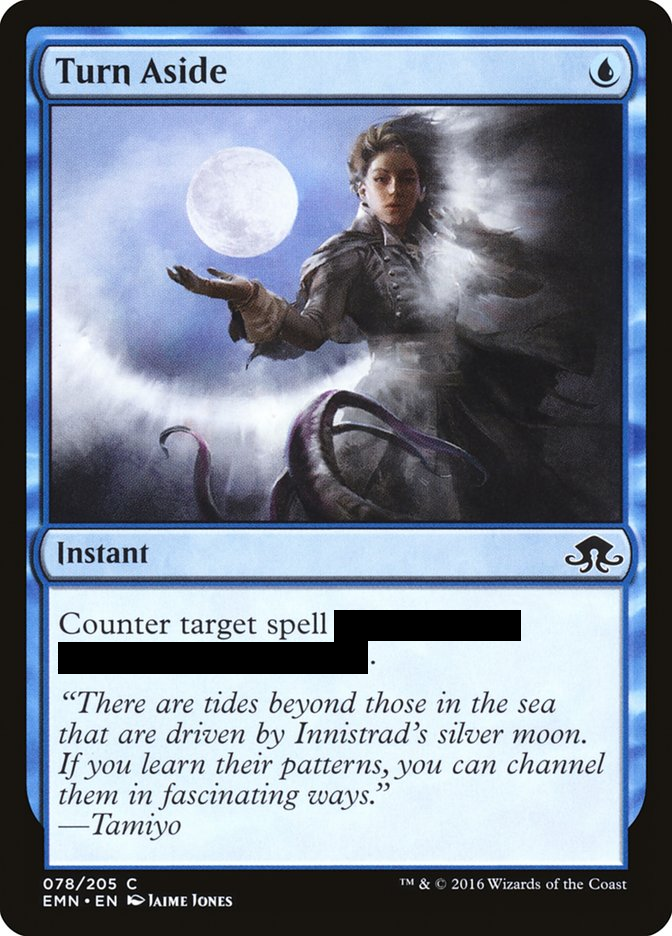 Turn Aside
Instant
Counter target spell
.
“There are tides beyond those in the sea
that are driven by Innistrad’s silver moon.
If you learn their patterns, you can channel
them in fascinating ways.”
—Tamiyo
078/205 C
EMN • EN Jaime Jones
™ & © 2016 Wizards of the Coast